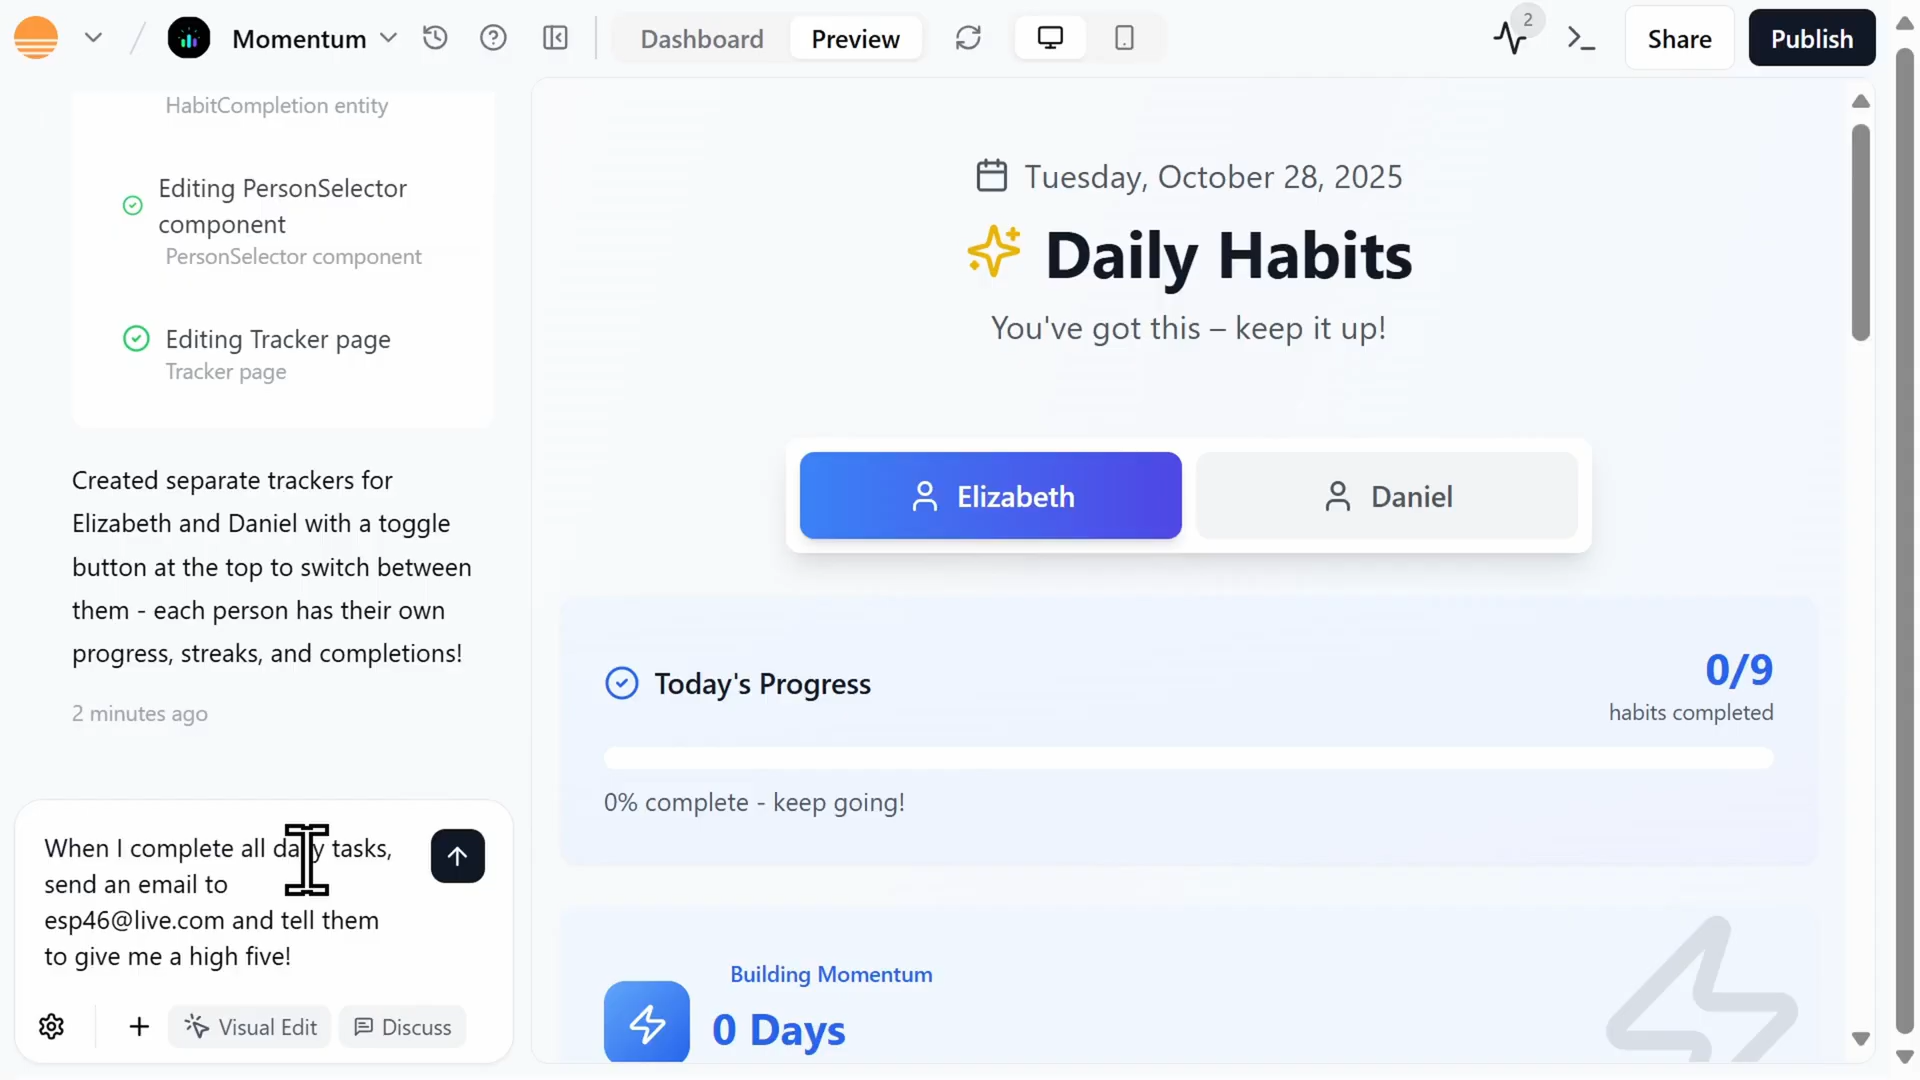 Momentum
Dashboard
Preview
2
Share
Publish
HabitCompletion entity
Editing PersonSelector
component
PersonSelector component
Editing Tracker page
Tracker page
Created separate trackers for
Elizabeth and Daniel with a toggle
button at the top to switch between
them - each person has their own
progress, streaks, and completions!
2 minutes ago
When I complete all daily tasks,
send an email to
esp46@live.com and tell them
to give me a high five!
Visual Edit
Discuss
Tuesday, October 28, 2025
Daily Habits
You've got this – keep it up!
Elizabeth
Daniel
Today's Progress
0/9
habits completed
0% complete - keep going!
Building Momentum
0 Days